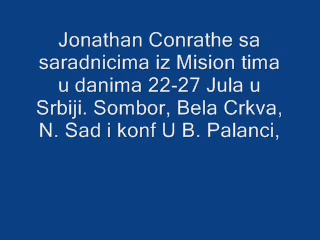 Jonathan Conrathe sa
saradnicima iz Mision tima
u danima 22-27 Jula u
Srbiji. Sombor, Bela Crkva,
N. Sad i konf U B. Palanci,